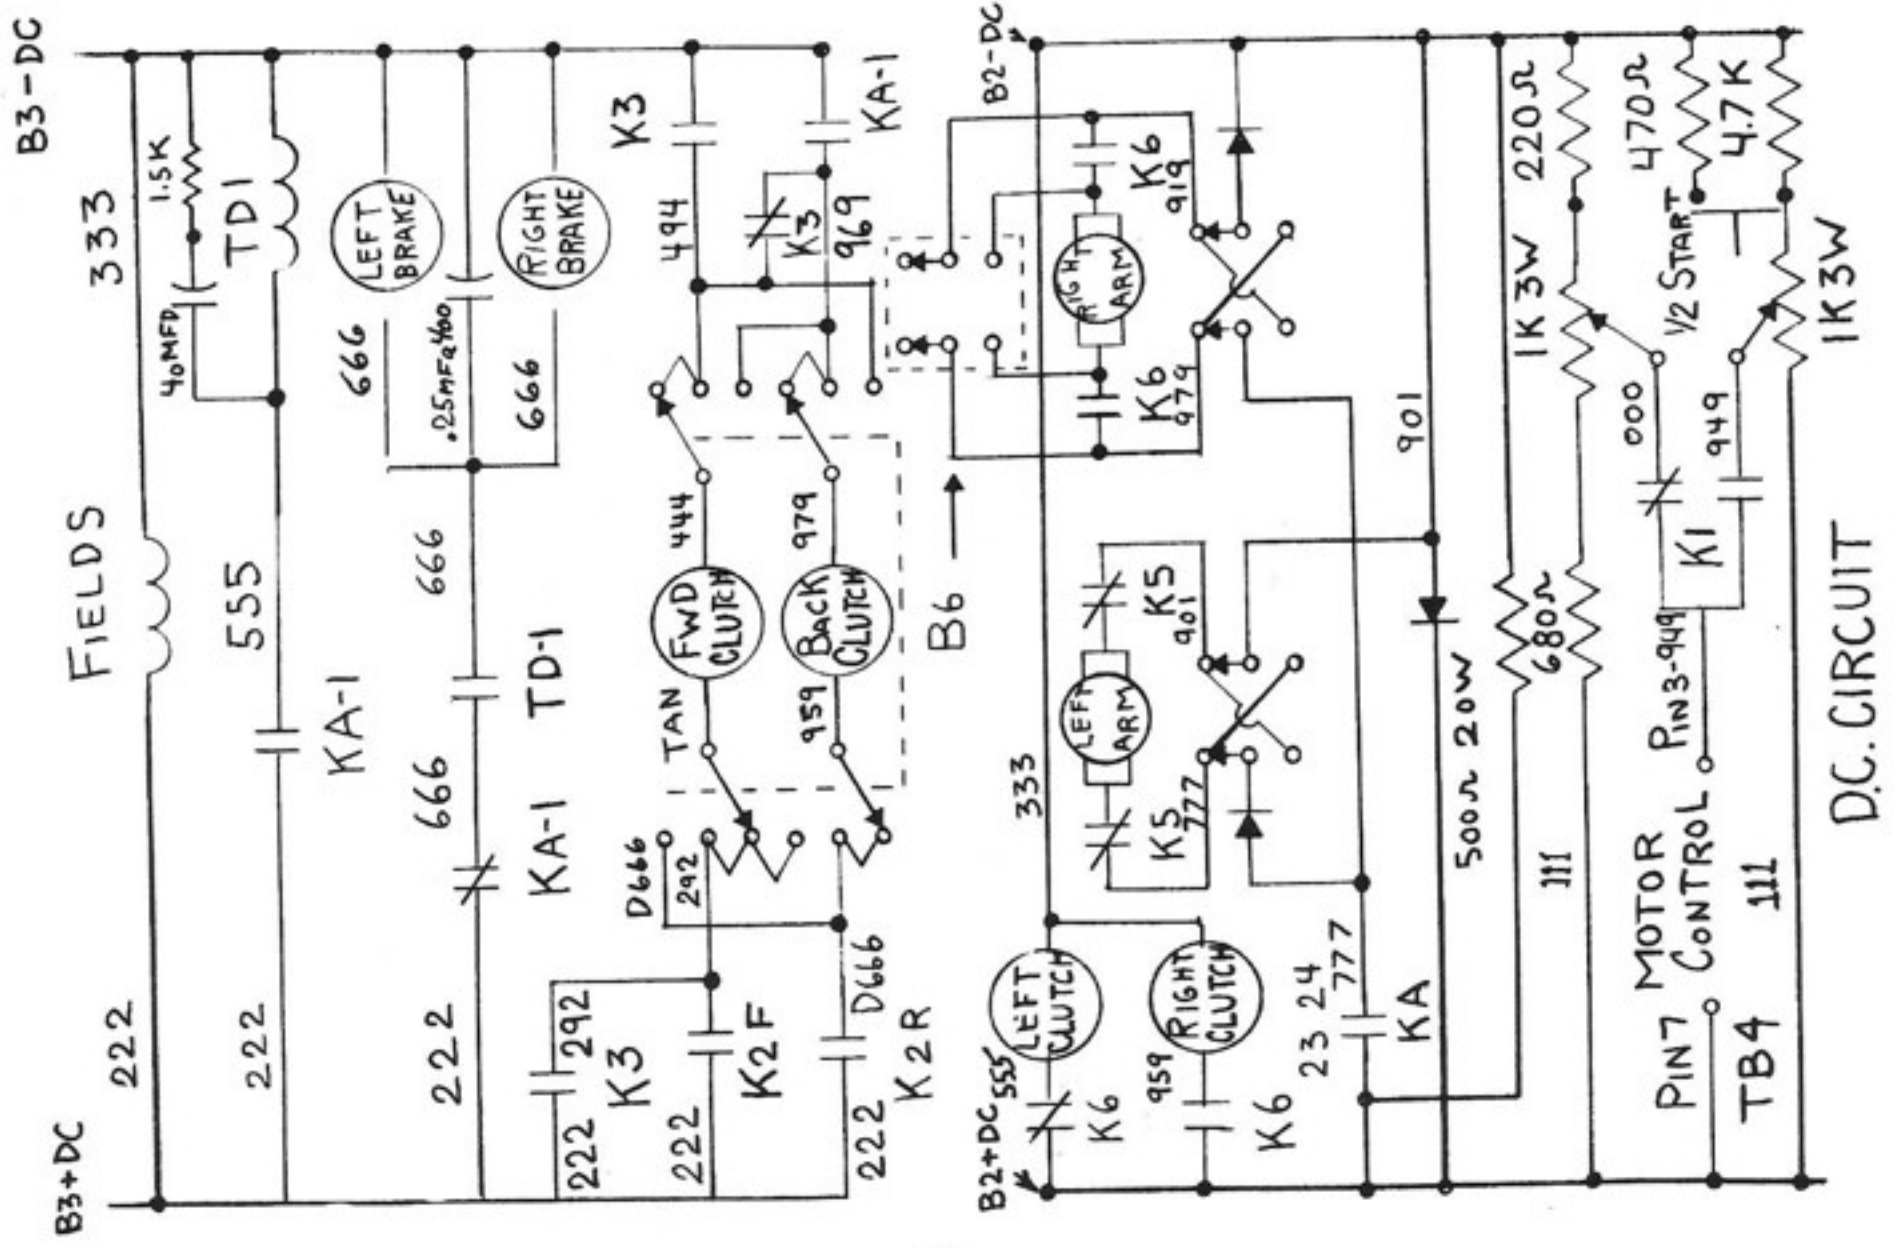 B3-DC
333
1.5K
TD1
40MFD
FIELDS
555
KA-1
222
222
B3+DC
LEFT
BRAKE
RIGHT
BRAKE
666
.25MFa400
666
666
TD-1
666
KA-1
222
K3
KA-1
494
K3
969
444
979
FWD
CLUTCH
BACK
CLUTCH
TAN
959
B6
D666
292
D666
292
K3
K2F
K2R
222
222
222
B2-DC
K6
919
RIGHT
ARM
K6
979
901
K5
901
LEFT
ARM
K5
777
333
LEFT
CLUTCH
RIGHT
CLUTCH
555
959
K6
K6
B2+DC
777
23 24
KA
500Ω 20W
220Ω
1K 3W
470Ω
4.7K
1/2 START
1K3W
000
949
K1
680Ω
111
PIN3-949
MOTOR
CONTROL
PIN7
TB4
111
D.C. CIRCUIT